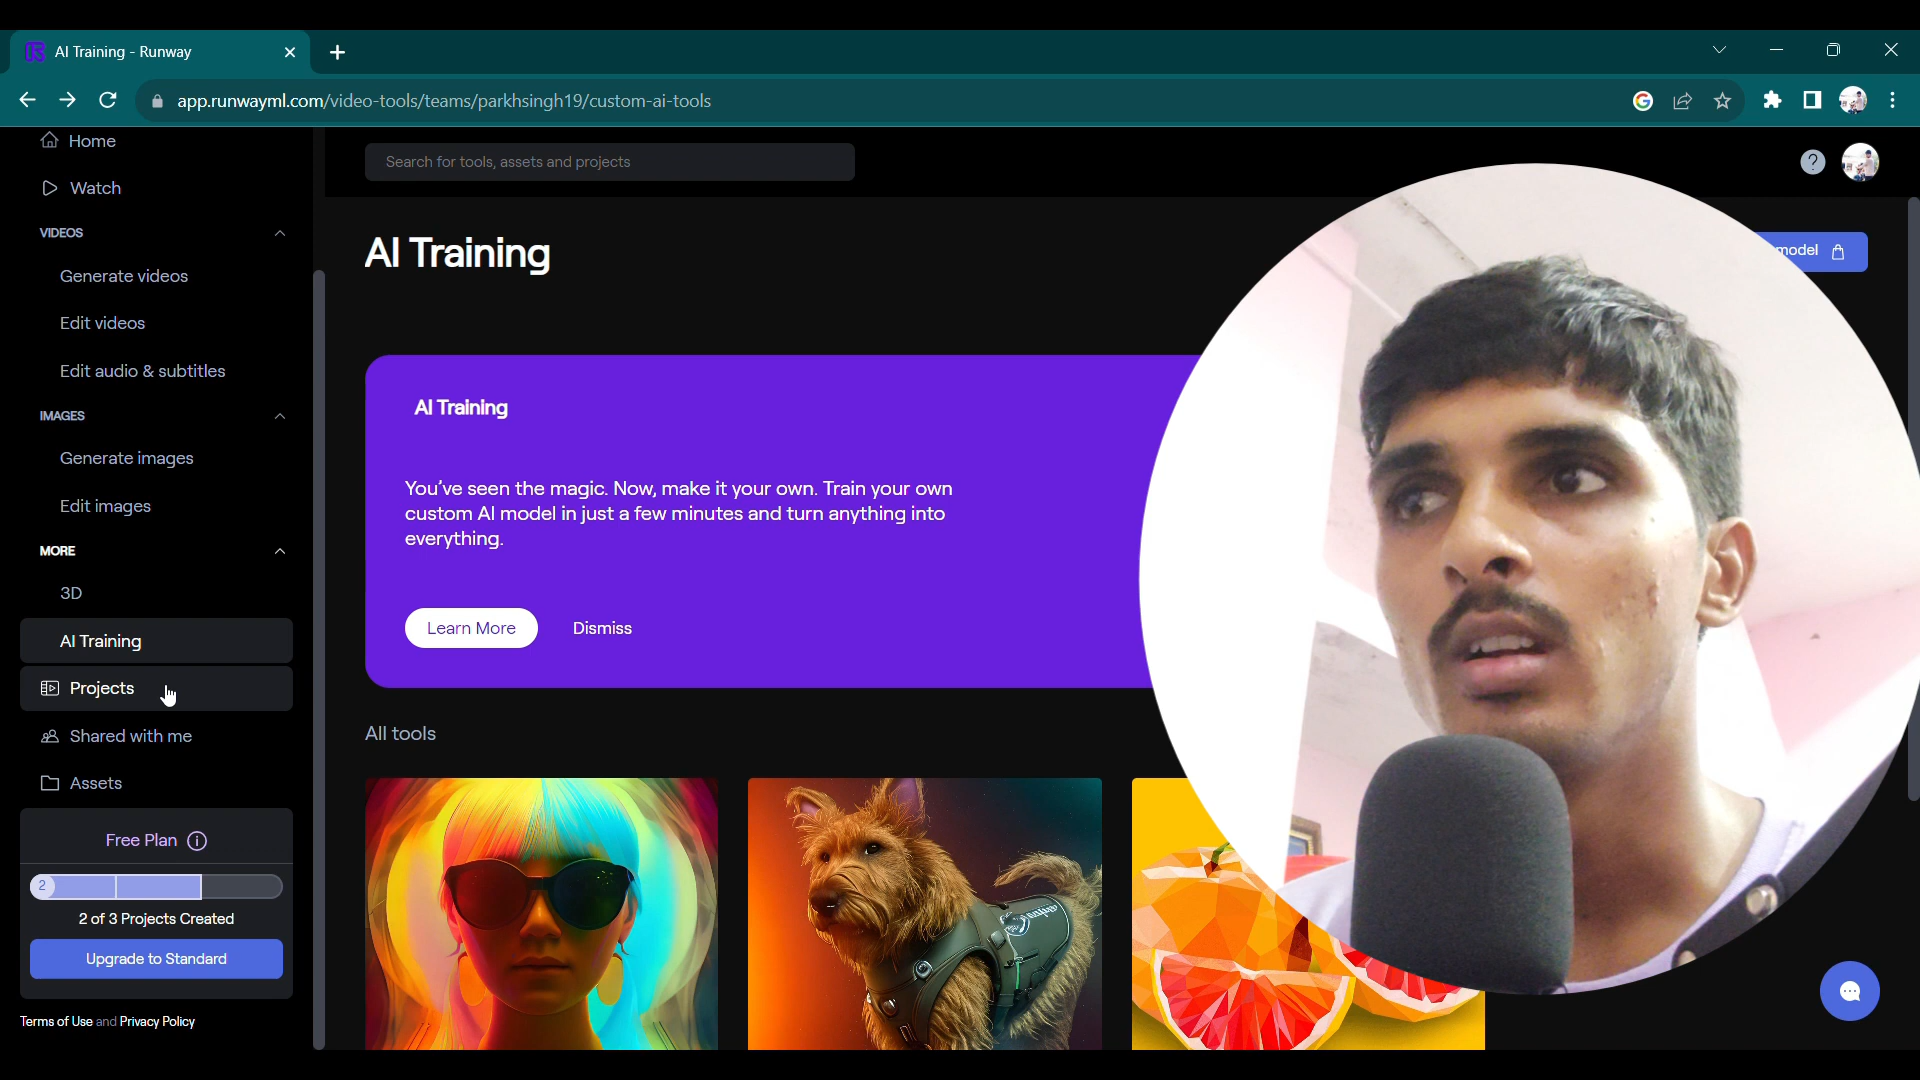 AI Training - Runway
app.runwayml.com/video-tools/teams/parkhsingh19/custom-ai-tools
Home
Search for tools, assets and projects
Watch
VIDEOS
AI Training
model
Generate videos
Edit videos
Edit audio & subtitles
AI Training
IMAGES
Generate images
You've seen the magic. Now, make it your own. Train your own
custom AI model in just a few minutes and turn anything into
everything.
Edit images
MORE
3D
Learn More
Dismiss
AI Training
Projects
Shared with me
All tools
Assets
Free Plan
2
2 of 3 Projects Created
Upgrade to Standard
Terms of Use and Privacy Policy